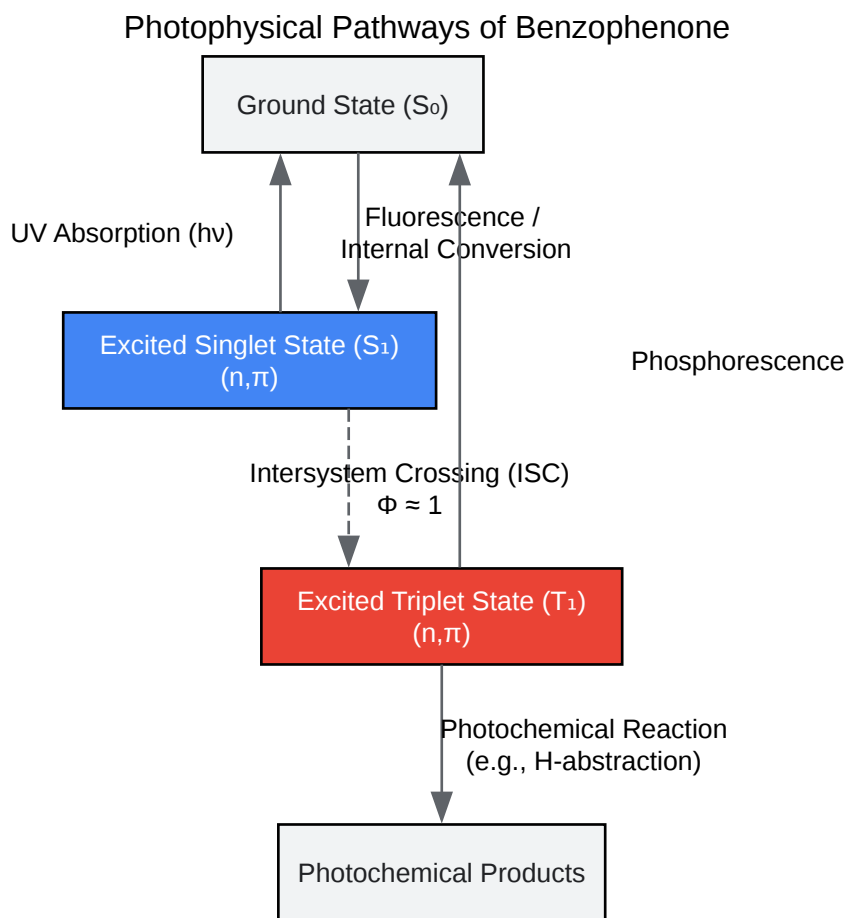 Photophysical Pathways of Benzophenone
Ground State (S₀)
UV Absorption (hν)
Fluorescence /
Internal Conversion
Excited Singlet State (S₁)
(n,π)
Phosphorescence
Intersystem Crossing (ISC)
Φ ≈ 1
Excited Triplet State (T₁)
(n,π)
Photochemical Reaction
(e.g., H-abstraction)
Photochemical Products